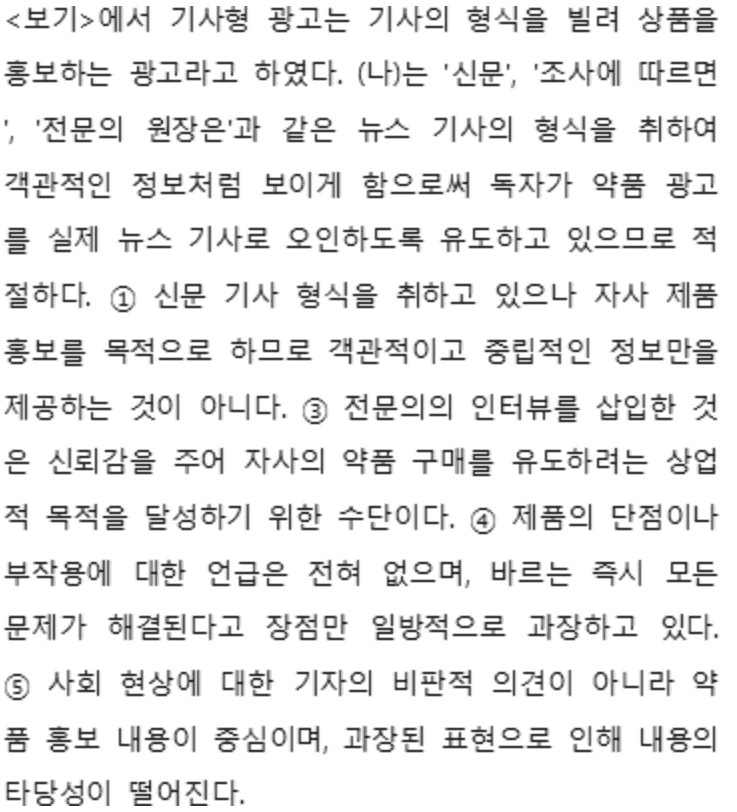 <보기>에서 기사형 광고는 기사의 형식을 빌려 상품을
홍보하는 광고라고 하였다. (나)는 '신문', '조사에 따르면
', '전문의 원장은'과 같은 뉴스 기사의 형식을 취하여
객관적인 정보처럼 보이게 함으로써 독자가 약품 광고
를 실제 뉴스 기사로 오인하도록 유도하고 있으므로 적
절하다. ① 신문 기사 형식을 취하고 있으나 자사 제품
홍보를 목적으로 하므로 객관적이고 중립적인 정보만을
제공하는 것이 아니다. ③ 전문의의 인터뷰를 삽입한 것
은 신뢰감을 주어 자사의 약품 구매를 유도하려는 상업
적 목적을 달성하기 위한 수단이다. ④ 제품의 단점이나
부작용에 대한 언급은 전혀 없으며, 바르는 즉시 모든
문제가 해결된다고 장점만 일방적으로 과장하고 있다.
⑤ 사회 현상에 대한 기자의 비판적 의견이 아니라 약
품 홍보 내용이 중심이며, 과장된 표현으로 인해 내용의
타당성이 떨어진다.